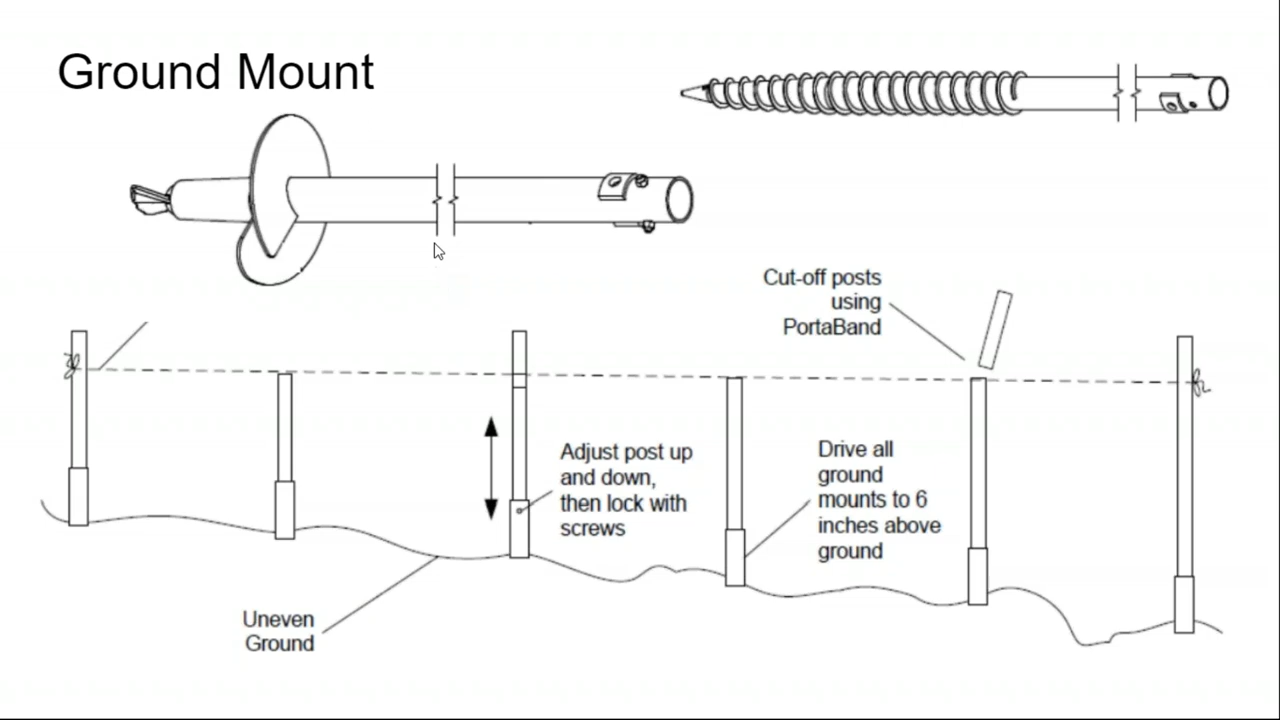 Ground Mount
Cut-off posts
using
PortaBand
Adjust post up
and down,
then lock with
screws
Drive all
ground
mounts to 6
inches above
ground
Uneven
Ground